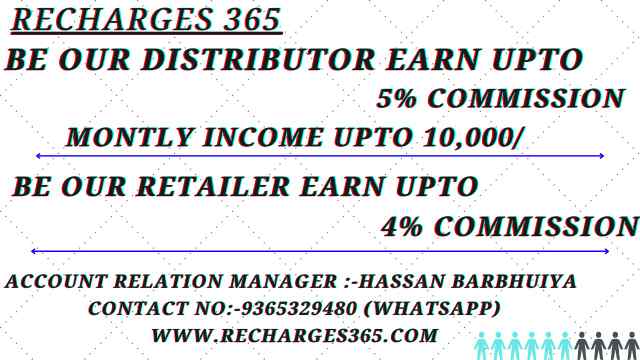 RECHARGES 365
BE OUR DISTRIBUTOR EARN UPTO
5% COMMISSION
MONTLY INCOME UPTO 10,000/
BE OUR RETAILER EARN UPTO
4% COMMISSION
ACCOUNT RELATION MANAGER :-HASSAN BARBHUIYA
CONTACT NO:-9365329480 (WHATSAPP)
WWW.RECHARGES365.COM